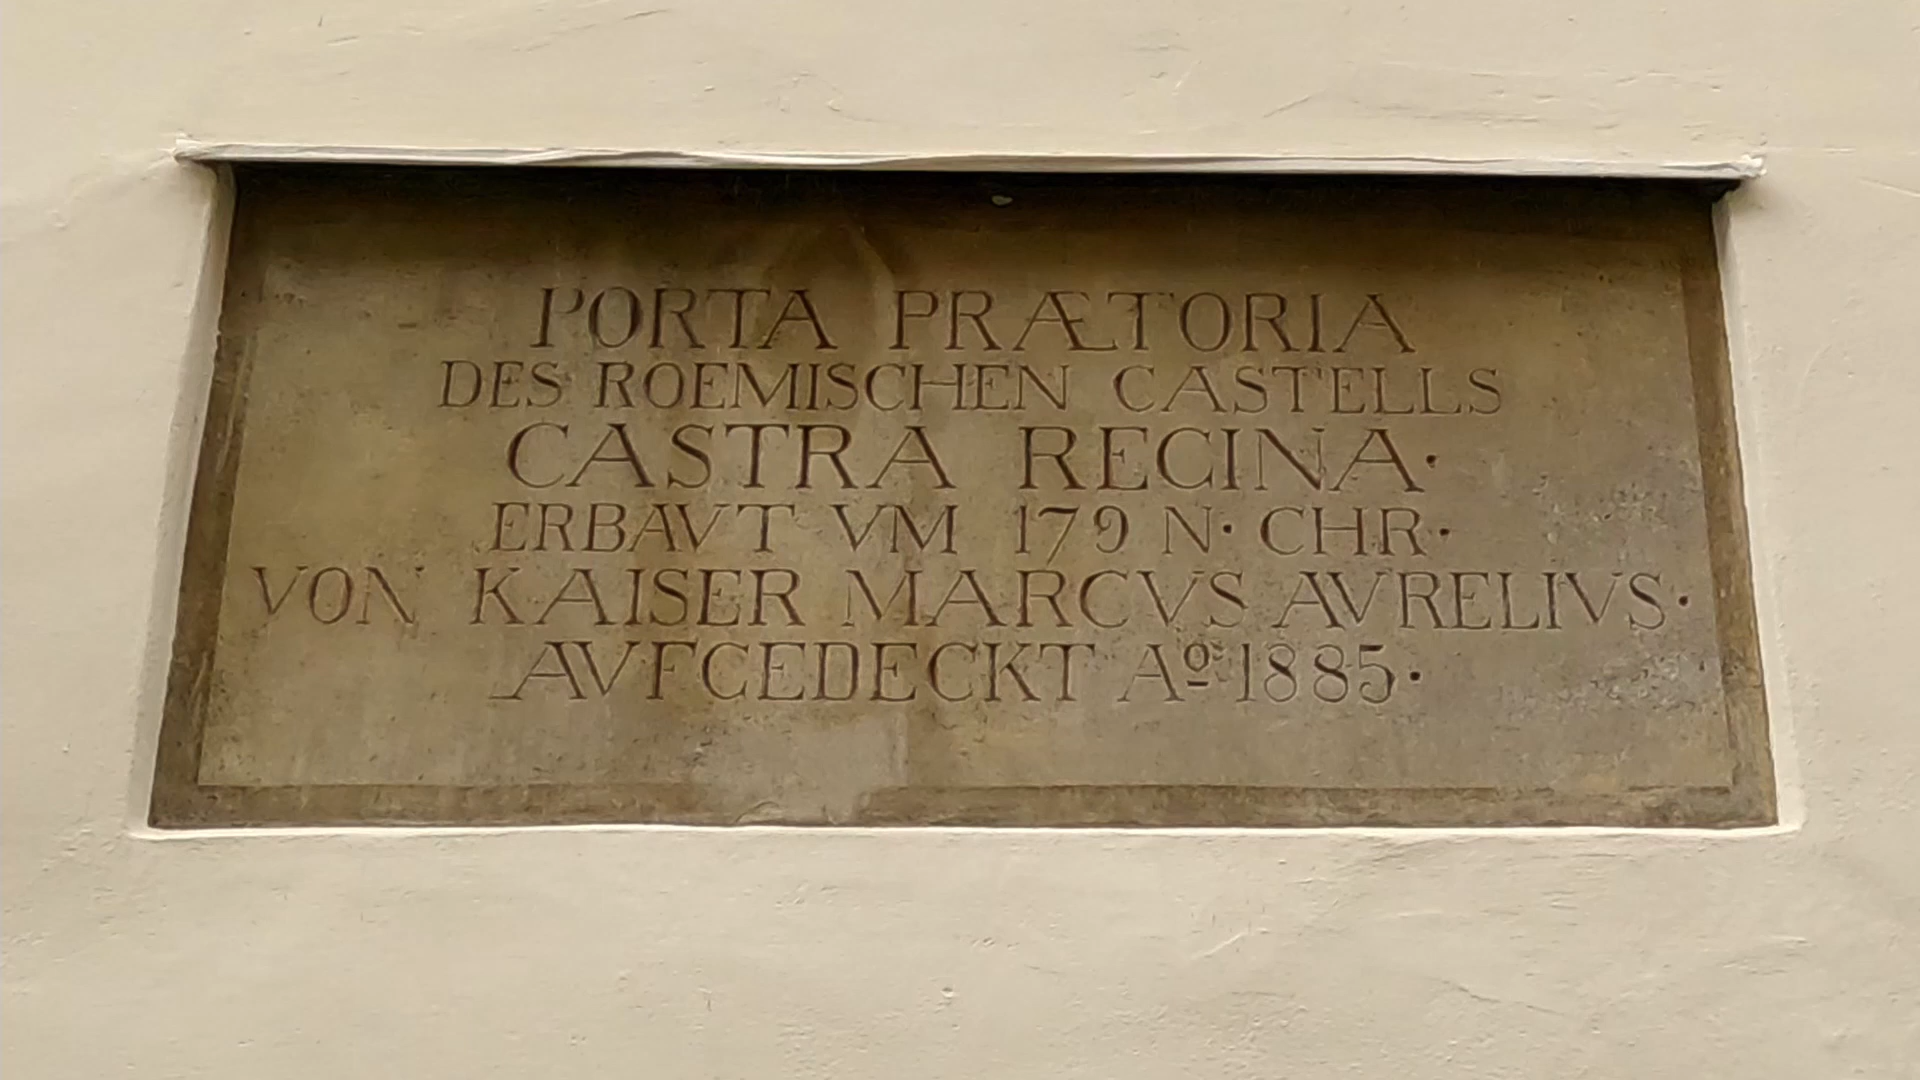 PORTA PRÆTORIA
DES ROEMISCHEN CASTELLS
CASTRA REGINA·
ERBAVT VM 179 N· CHR·
VON KAISER MARCVS AVRELIVS·
AVFGEDECKT Aº 1885·